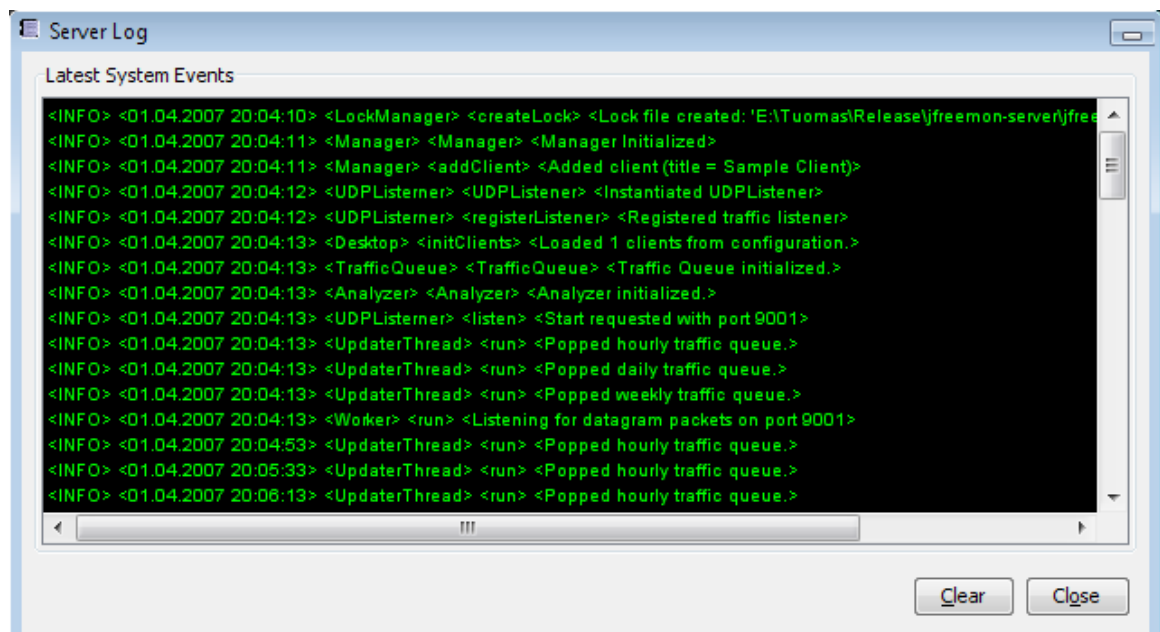 Server Log
Latest System Events
<INFO> <01.04.2007 20:04:10> <LockManager> <createLock> <Lock file created: 'E:\Tuomas\Release\jfreemon-server\jfree
<INFO> <01.04.2007 20:04:11> <Manager> <Manager> <Manager Initialized>
<INFO> <01.04.2007 20:04:11> <Manager> <addClient> <Added client (title = Sample Client)>
<INFO> <01.04.2007 20:04:12> <UDPListerner> <UDPListener> <Instantiated UDPListener>
<INFO> <01.04.2007 20:04:12> <UDPListerner> <registerListener> <Registered traffic listener>
<INFO> <01.04.2007 20:04:13> <Desktop> <initClients> <Loaded 1 clients from configuration.>
<INFO> <01.04.2007 20:04:13> <TrafficQueue> <TrafficQueue> <Traffic Queue initialized.>
<INFO> <01.04.2007 20:04:13> <Analyzer> <Analyzer> <Analyzer initialized.>
<INFO> <01.04.2007 20:04:13> <UDPListerner> <listen> <Start requested with port 9001>
<INFO> <01.04.2007 20:04:13> <UpdaterThread> <run> <Popped hourly traffic queue.>
<INFO> <01.04.2007 20:04:13> <UpdaterThread> <run> <Popped daily traffic queue.>
<INFO> <01.04.2007 20:04:13> <UpdaterThread> <run> <Popped weekly traffic queue.>
<INFO> <01.04.2007 20:04:13> <Worker> <run> <Listening for datagram packets on port 9001>
<INFO> <01.04.2007 20:04:53> <UpdaterThread> <run> <Popped hourly traffic queue.>
<INFO> <01.04.2007 20:05:33> <UpdaterThread> <run> <Popped hourly traffic queue.>
<INFO> <01.04.2007 20:06:13> <UpdaterThread> <run> <Popped hourly traffic queue.>
Clear Close